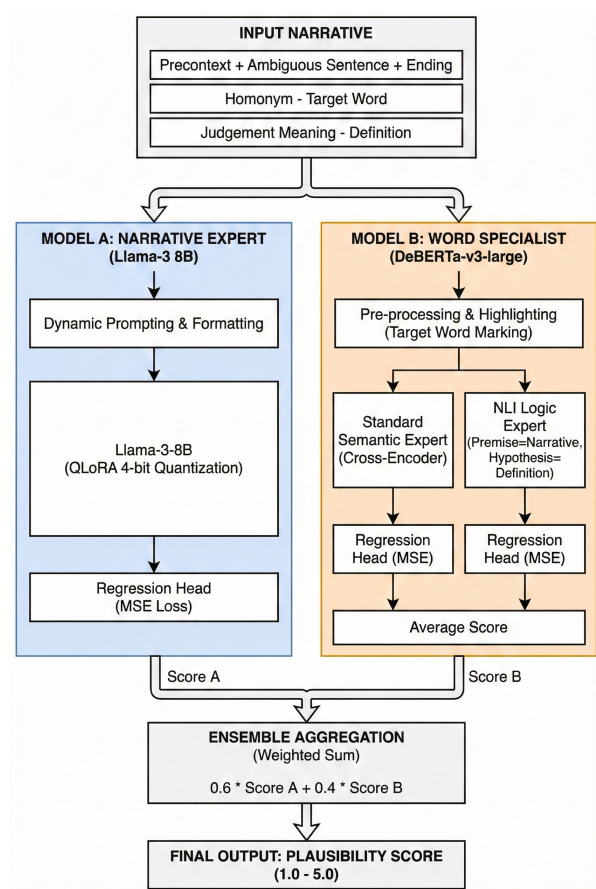 INPUT NARRATIVE
Precontext + Ambiguous Sentence + Ending
Homonym - Target Word
Judgement Meaning - Definition
MODEL A: NARRATIVE EXPERT
(Llama-3 8B)
Dynamic Prompting & Formatting
Llama-3-8B
(QLoRA 4-bit Quantization)
Regression Head
(MSE Loss)
MODEL B: WORD SPECIALIST
(DeBERTa-v3-large)
Pre-processing & Highlighting
(Target Word Marking)
Standard
Semantic Expert
(Cross-Encoder)
NLI Logic
Expert
(Premise=Narrative,
Hypothesis=
Definition)
Regression
Head (MSE)
Regression
Head (MSE)
Average Score
Score A
Score B
ENSEMBLE AGGREGATION
(Weighted Sum)
0.6 * Score A + 0.4 * Score B
FINAL OUTPUT: PLAUSIBILITY SCORE
(1.0 - 5.0)